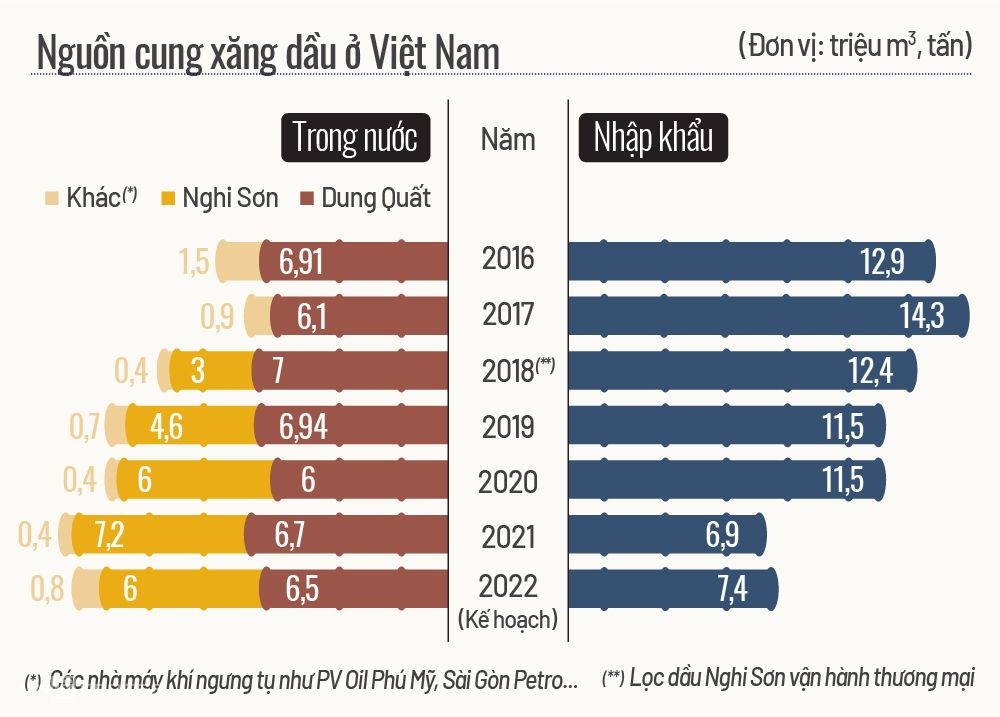 Nguồn cung xăng dầu ở Việt Nam (Đơn vị: triệu m³, tấn)
Trong nước Năm Nhập khẩu
Khác(*) Nghi Sơn Dung Quất
1,5 6,91 2016 12,9
0,9 6,1 2017 14,3
0,4 3 7 2018(**) 12,4
0,7 4,6 6,94 2019 11,5
0,4 6 6 2020 11,5
0,4 7,2 6,7 2021 6,9
0,8 6 6,5 2022 7,4
(Kế hoạch)
(*) Các nhà máy khí ngưng tụ như PV Oil Phú Mỹ, Sài Gòn Petro... (**) Lọc dầu Nghi Sơn vận hành thương mại